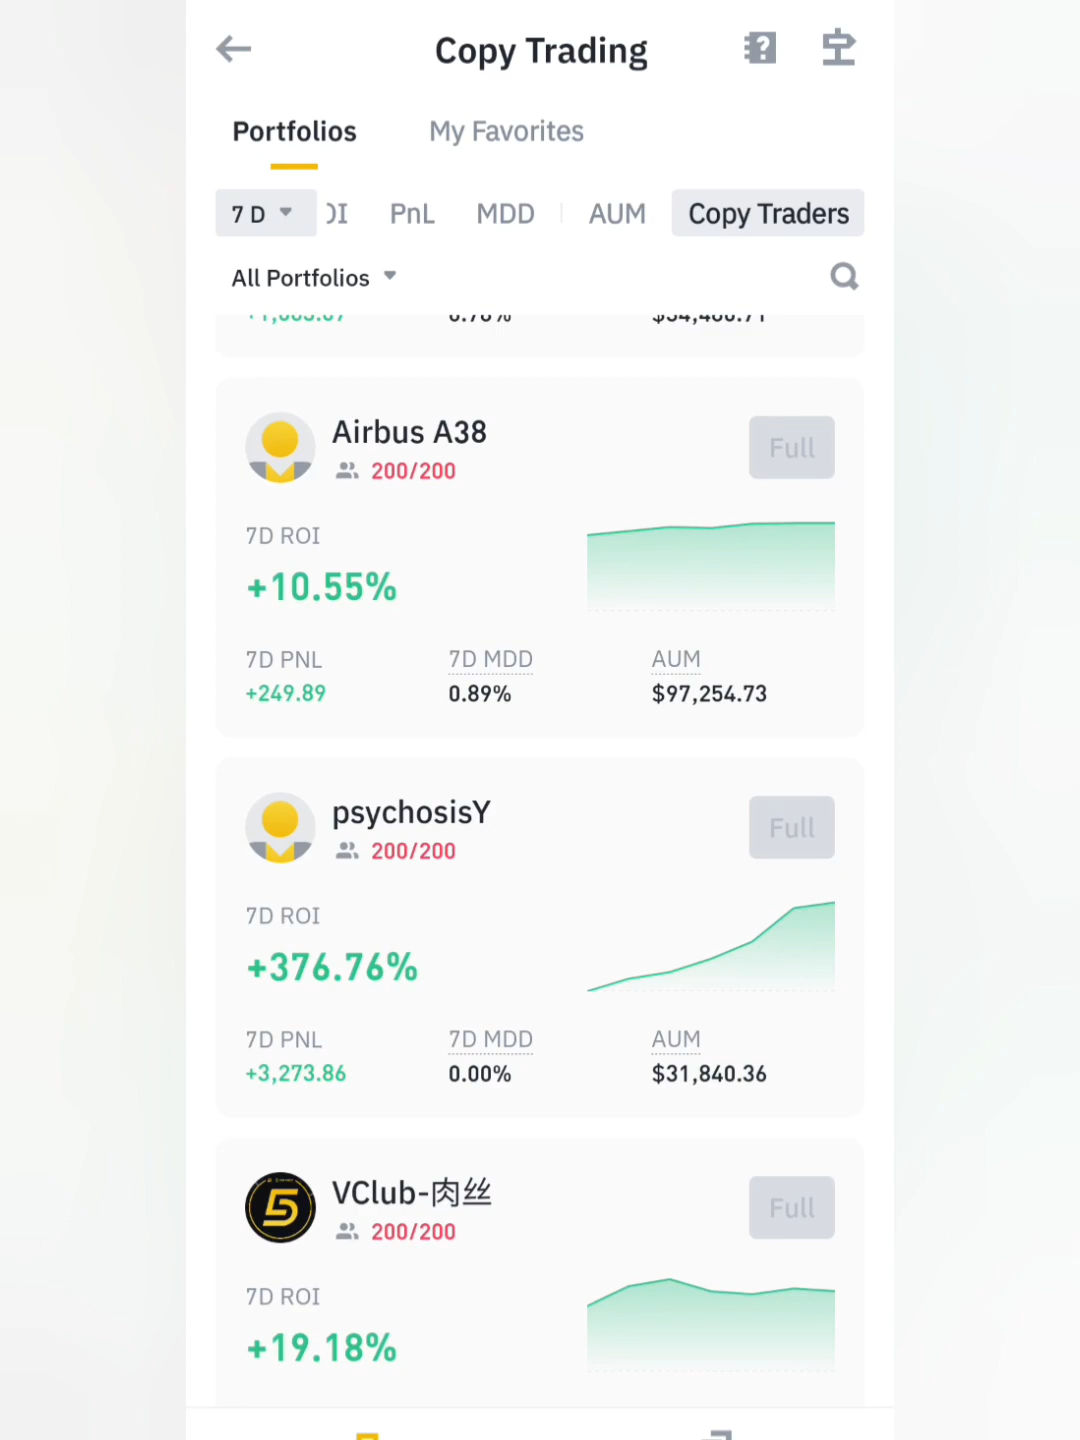 Copy Trading
Portfolios My Favorites
7 D PnL MDD AUM Copy Traders
All Portfolios
Airbus A38
200/200
Full
7D ROI
+10.55%
7D PNL 7D MDD AUM
+249.89 0.89% $97,254.73
psychosisY
200/200
Full
7D ROI
+376.76%
7D PNL 7D MDD AUM
+3,273.86 0.00% $31,840.36
VClub-肉丝
200/200
Full
7D ROI
+19.18%